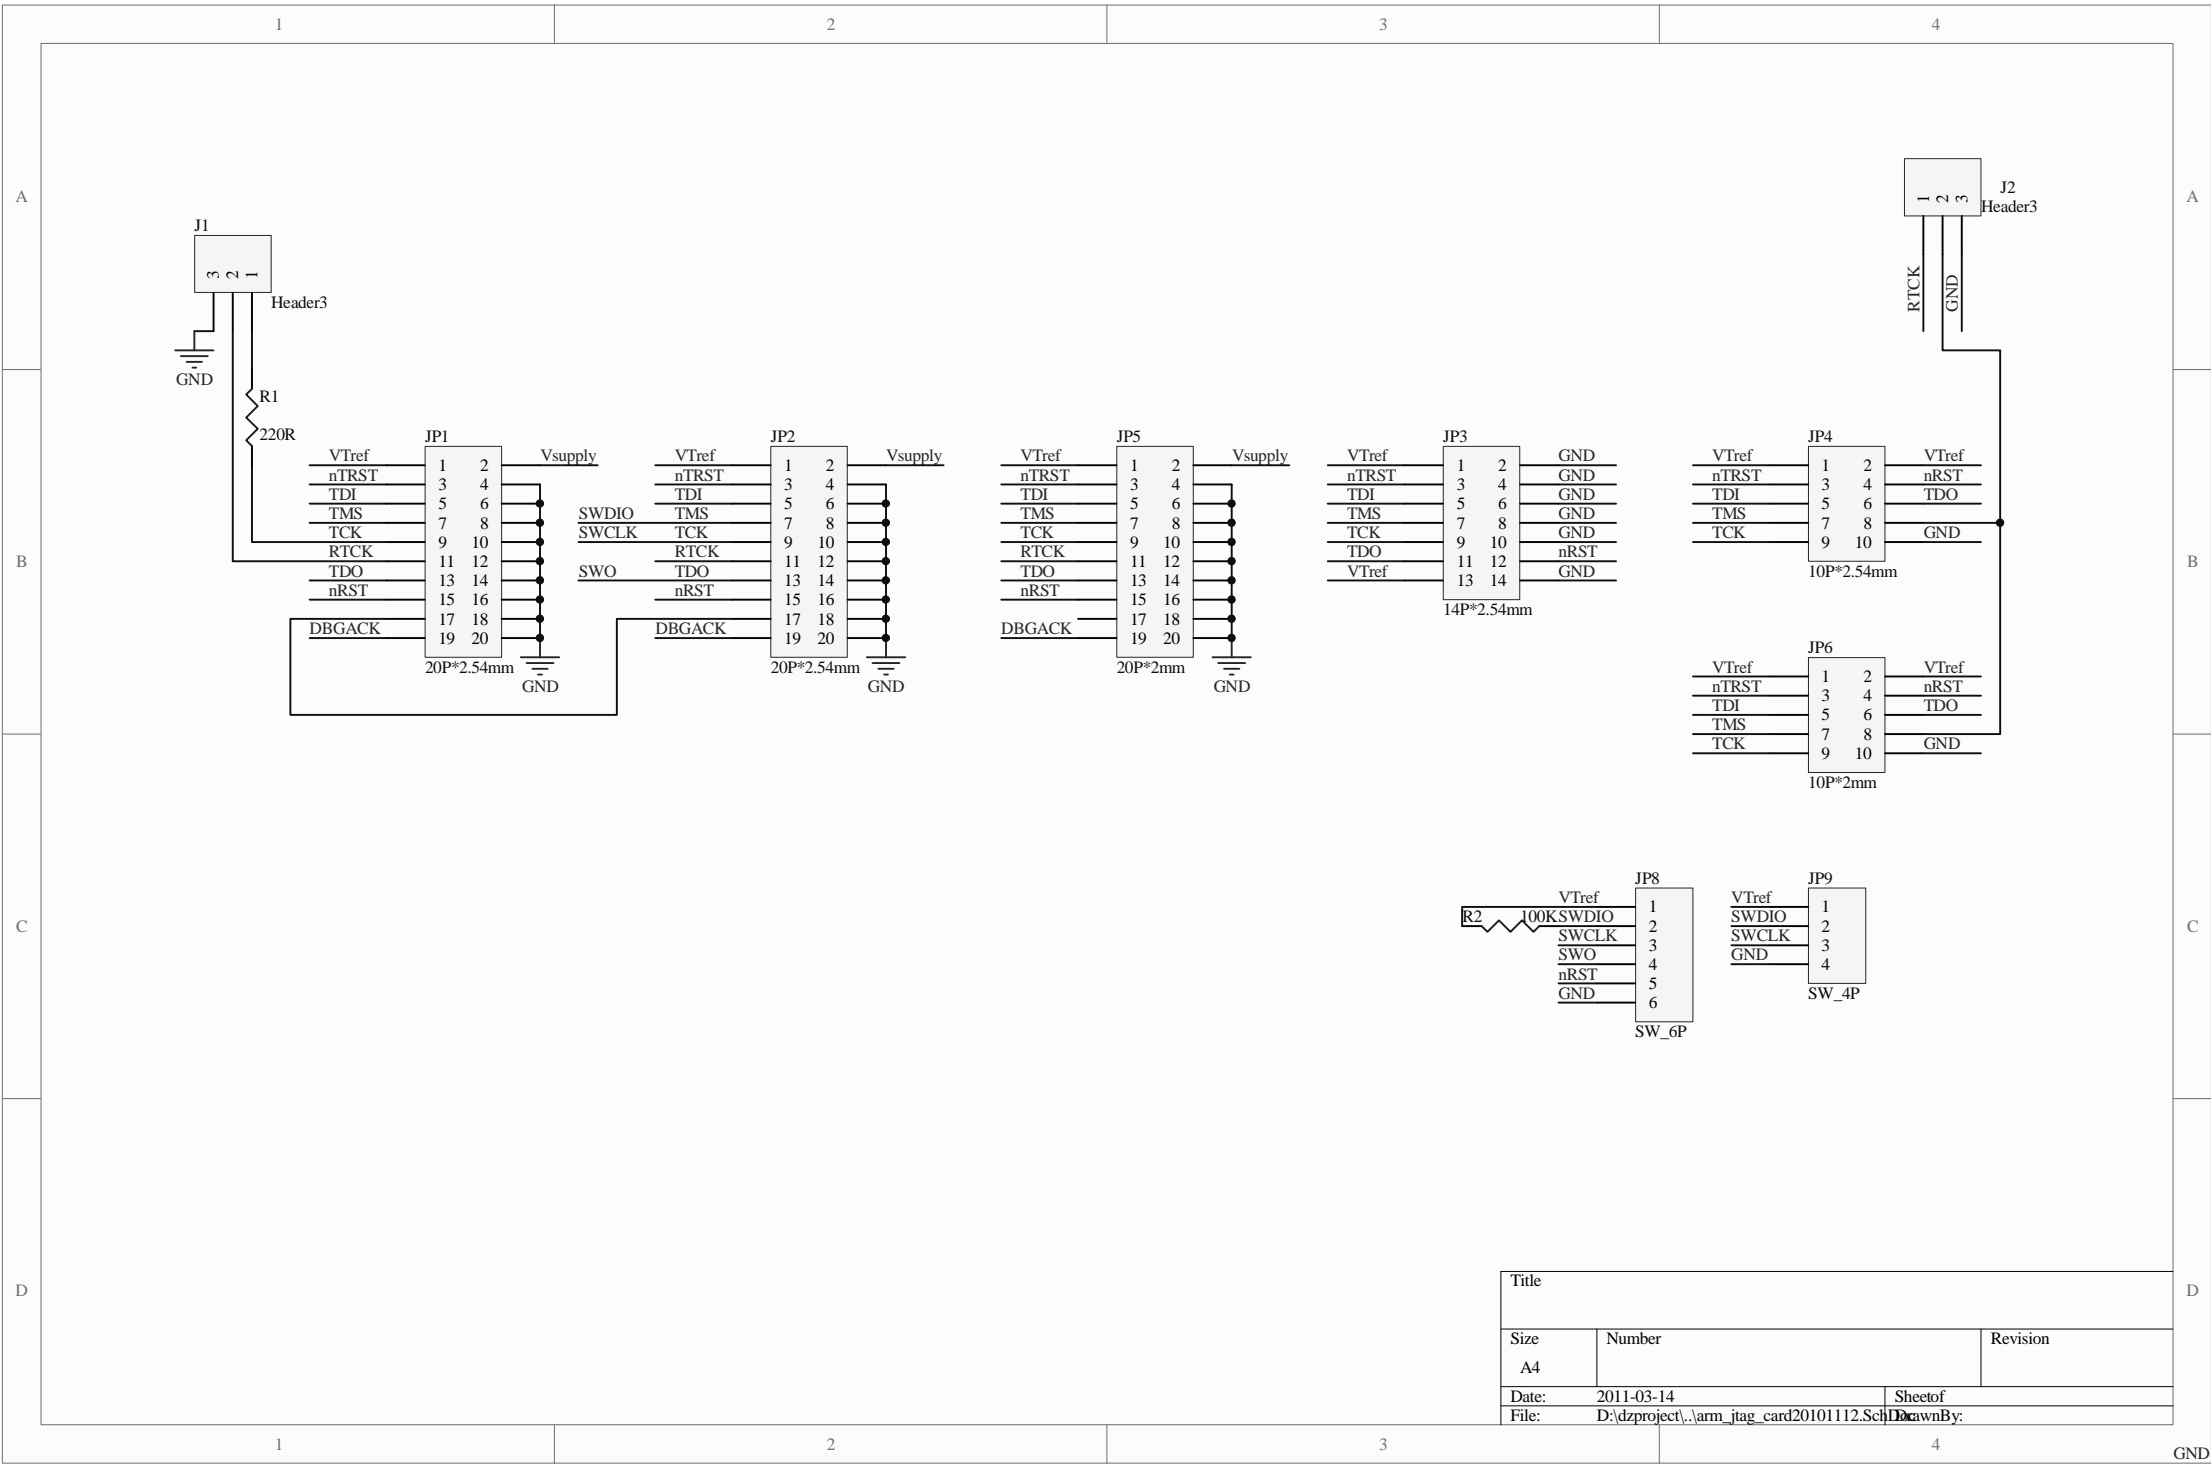 1 2 3 4
A A
J2
Header3
1 2 3
RTCK
GND
J1
3 2 1
Header3
GND
R1
220R
B B
JP1
VTref 1 2 Vsupply
nTRST 3 4
TDI 5 6
TMS 7 8
TCK 9 10
RTCK 11 12
TDO 13 14
nRST 15 16
17 18
DBGACK 19 20
20P*2.54mm
GND
JP2
VTref 1 2 Vsupply
nTRST 3 4
TDI 5 6
SWDIO TMS 7 8
SWCLK TCK 9 10
RTCK 11 12
SWO TDO 13 14
nRST 15 16
17 18
DBGACK 19 20
20P*2.54mm
GND
JP5
VTref 1 2 Vsupply
nTRST 3 4
TDI 5 6
TMS 7 8
TCK 9 10
RTCK 11 12
TDO 13 14
nRST 15 16
17 18
DBGACK 19 20
20P*2mm
GND
JP3
VTref 1 2 GND
nTRST 3 4 GND
TDI 5 6 GND
TMS 7 8 GND
TCK 9 10 GND
TDO 11 12 nRST
VTref 13 14 GND
14P*2.54mm
JP4
VTref 1 2 VTref
nTRST 3 4 nRST
TDI 5 6 TDO
TMS 7 8
TCK 9 10 GND
10P*2.54mm
JP6
VTref 1 2 VTref
nTRST 3 4 nRST
TDI 5 6 TDO
TMS 7 8
TCK 9 10 GND
10P*2mm
C C
JP8
VTref 1
R2 100K SWDIO 2
SWCLK 3
SWO 4
nRST 5
GND 6
SW_6P
JP9
VTref 1
SWDIO 2
SWCLK 3
GND 4
SW_4P
D D
Title
Size Number Revision
A4
Date: 2011-03-14 Sheetof
File: D:\dzproject\..\arm_jtag_card20101112.SchDoc DrawnBy:
1 2 3 4
GND